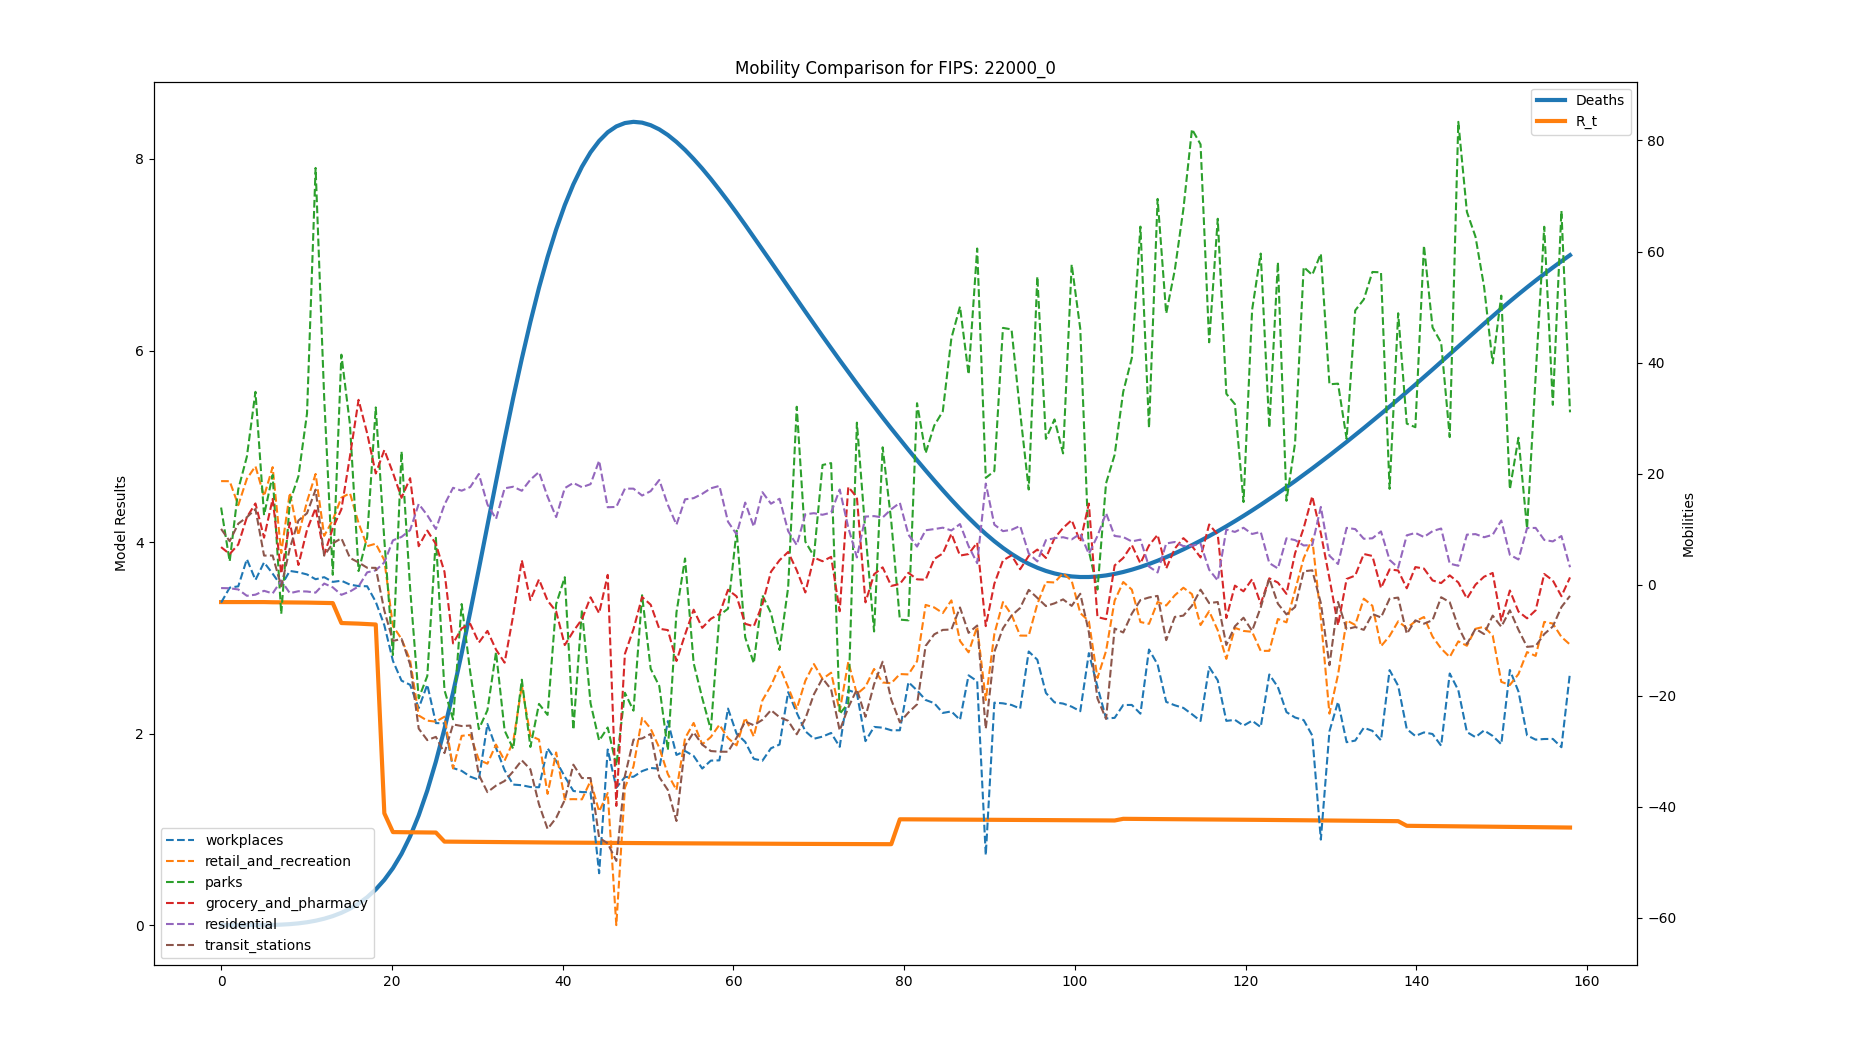 Mobility Comparison for FIPS: 22000_0
Deaths
R_t
Model Results
8
6
4
2
0
Mobilities
80
60
40
20
0
−20
−40
−60
workplaces
retail_and_recreation
parks
grocery_and_pharmacy
residential
transit_stations
0
20
40
60
80
100
120
140
160